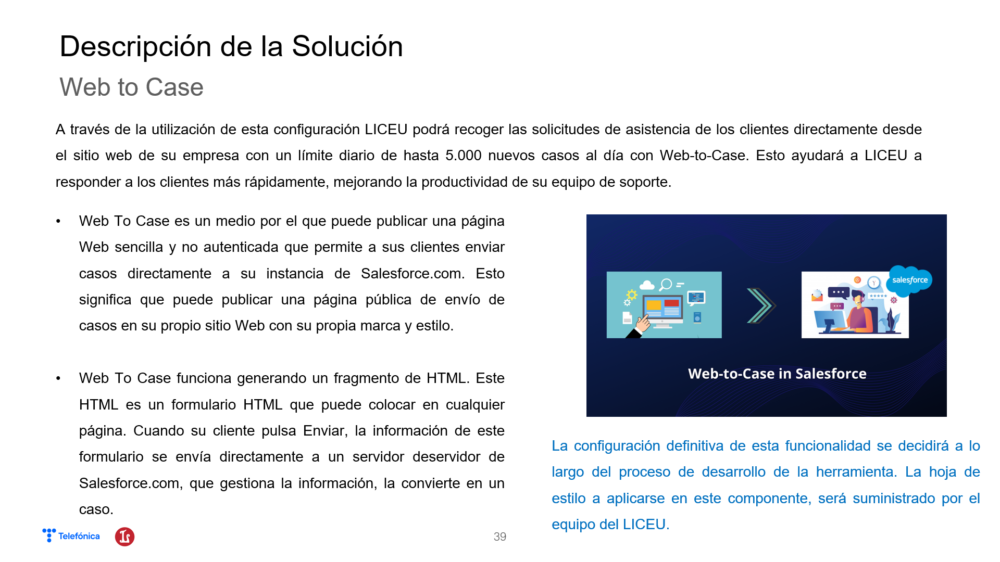 Descripción de la Solución
Web to Case
A través de la utilización de esta configuración LICEU podrá recoger las solicitudes de asistencia de los clientes directamente desde
el sitio web de su empresa con un límite diario de hasta 5.000 nuevos casos al día con Web-to-Case. Esto ayudará a LICEU a
responder a los clientes más rápidamente, mejorando la productividad de su equipo de soporte.
• Web To Case es un medio por el que puede publicar una página
Web sencilla y no autenticada que permite a sus clientes enviar
casos directamente a su instancia de Salesforce.com. Esto
significa que puede publicar una página pública de envío de
casos en su propio sitio Web con su propia marca y estilo.
• Web To Case funciona generando un fragmento de HTML. Este
HTML es un formulario HTML que puede colocar en cualquier
página. Cuando su cliente pulsa Enviar, la información de este
formulario se envía directamente a un servidor deservidor de
Salesforce.com, que gestiona la información, la convierte en un
caso.
salesforce
Web-to-Case in Salesforce
La configuración definitiva de esta funcionalidad se decidirá a lo
largo del proceso de desarrollo de la herramienta. La hoja de
estilo a aplicarse en este componente, será suministrado por el
equipo del LICEU.
Telefónica
39